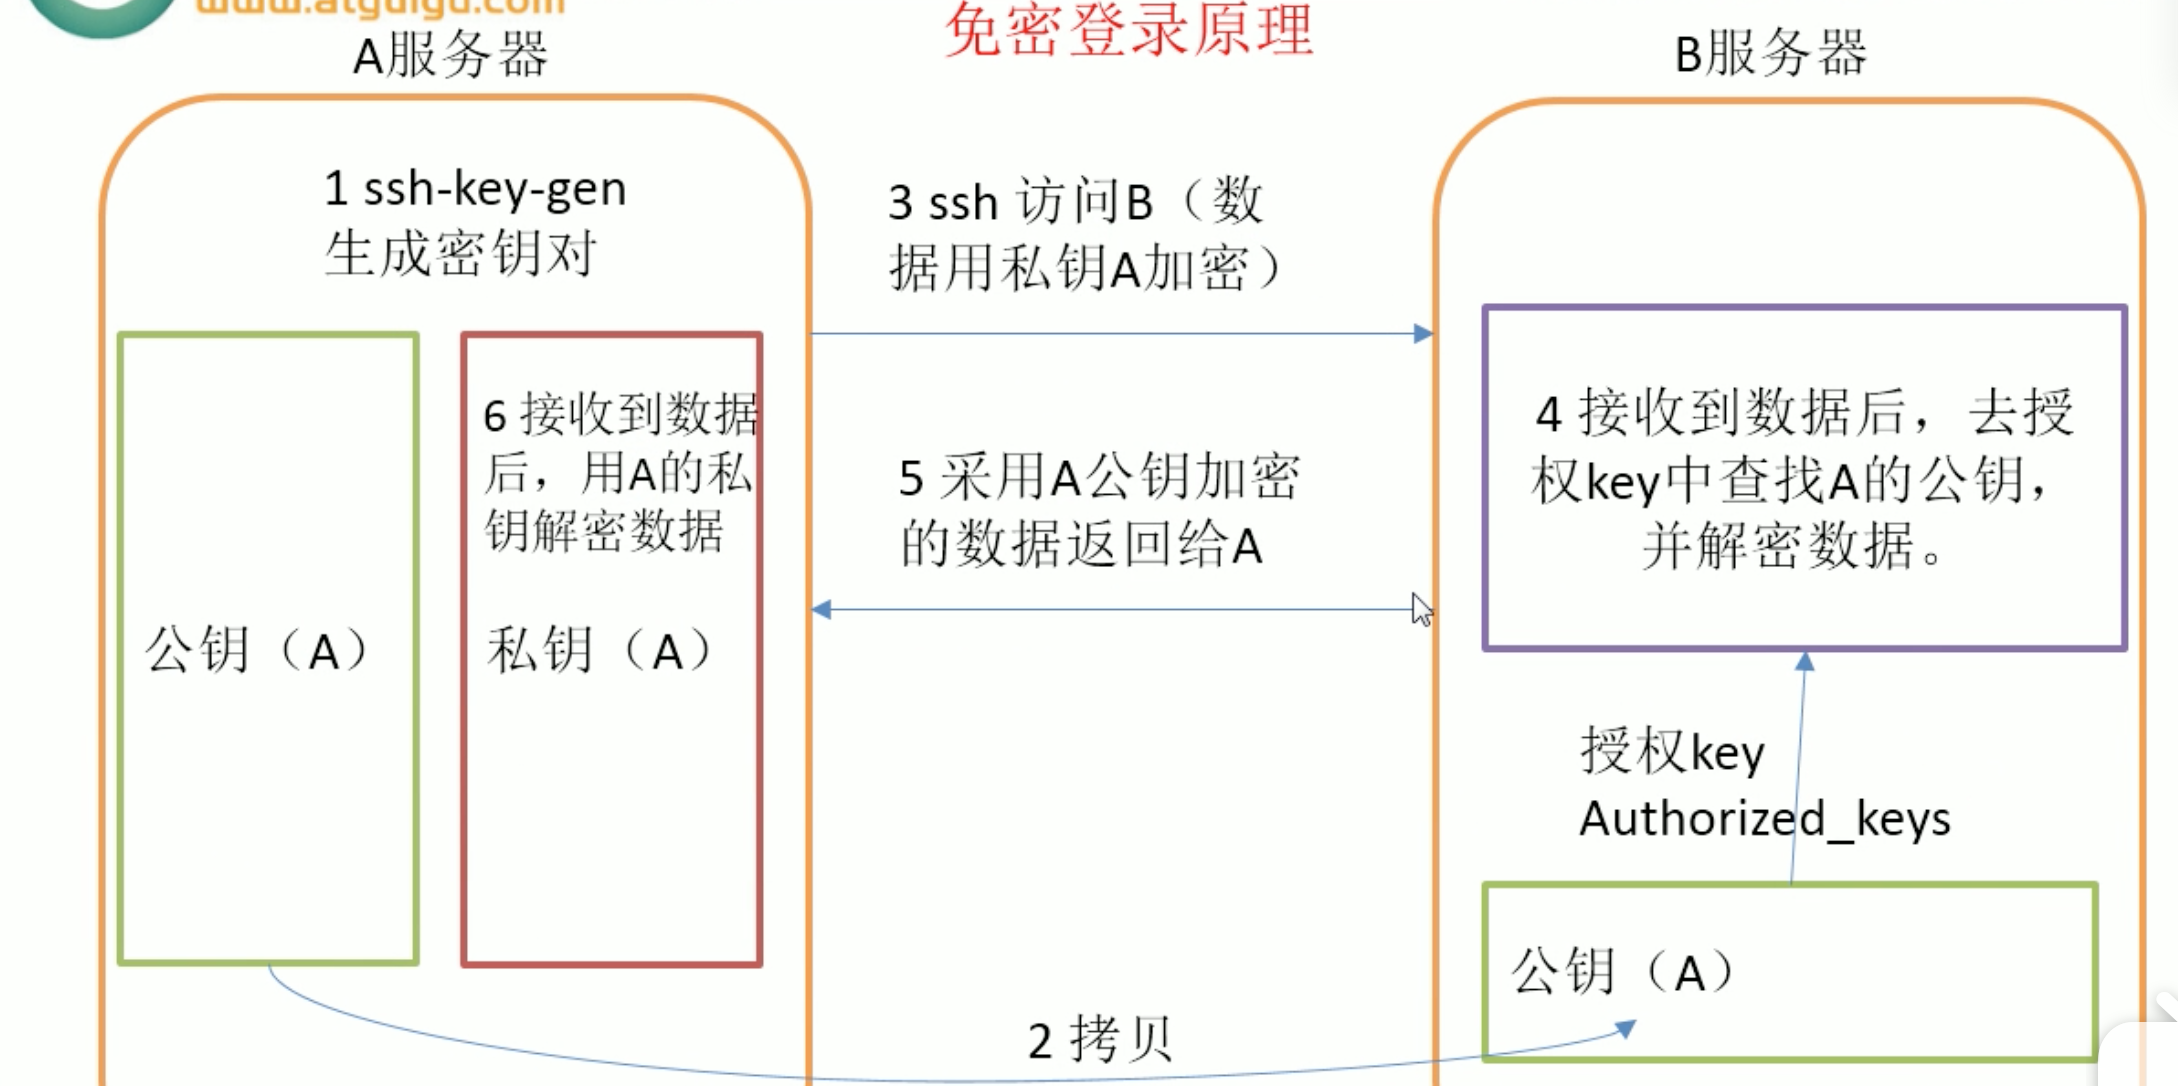 www.atguigu.com
免密登录原理
A服务器
B服务器
1 ssh-key-gen
生成密钥对
3 ssh 访问B（数
据用私钥A加密）
6 接收到数据
后，用A的私
钥解密数据
公钥（A）
私钥（A）
5 采用A公钥加密
的数据返回给A
4 接收到数据后，去授
权key中查找A的公钥，
并解密数据。
授权key
Authorized_keys
公钥（A）
2 拷贝